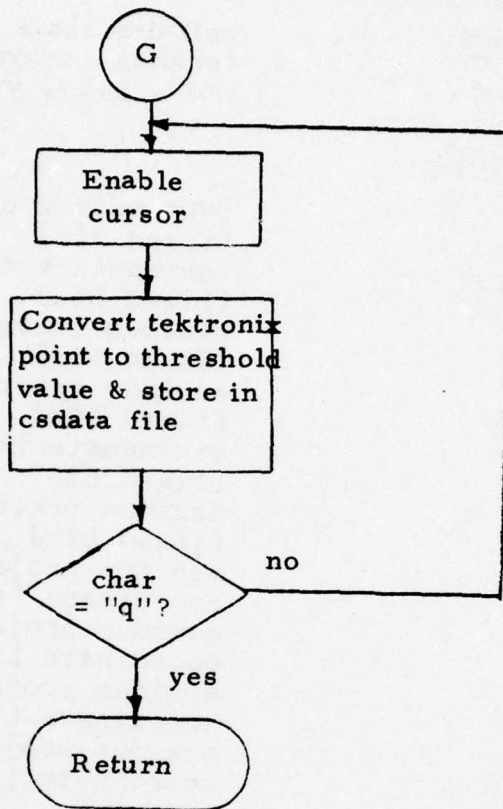 G
Enable
cursor
Convert tektronix
point to threshold
value & store in
csdata file
char
= "q"?
no
yes
Return